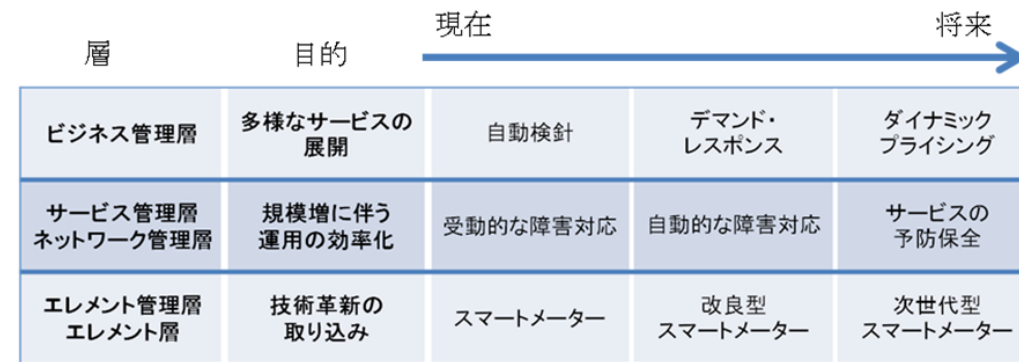 現在
将来
層
目的
ビジネス管理層
多様なサービスの
展開
自動検針
デマンド・
レスポンス
ダイナミック
プライシング
サービス管理層
ネットワーク管理層
規模増に伴う
運用の効率化
受動的な障害対応
自動的な障害対応
サービスの
予防保全
エレメント管理層
エレメント層
技術革新の
取り込み
スマートメーター
改良型
スマートメーター
次世代型
スマートメーター